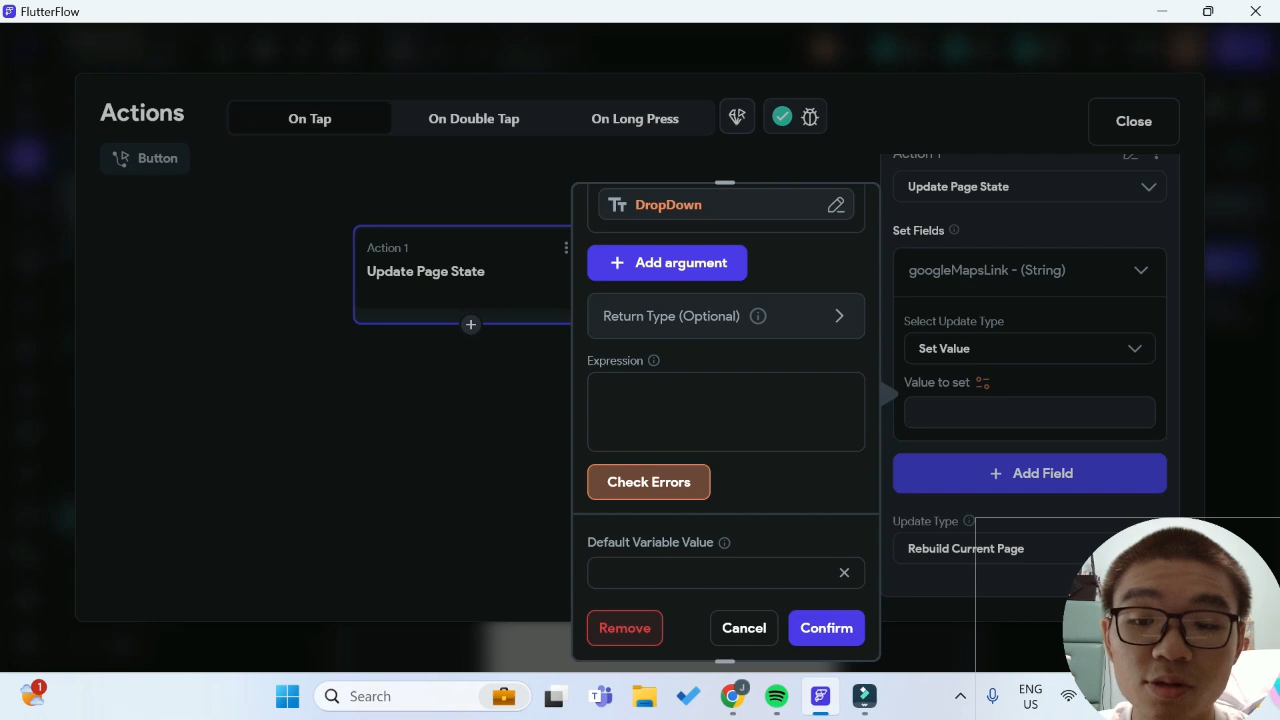 FlutterFlow
Actions
On Tap
On Double Tap
On Long Press
Close
Button
Action 1
Update Page State
DropDown
Add argument
Return Type (Optional)
Expression
Check Errors
Default Variable Value
Remove
Cancel
Confirm
Action 1
Update Page State
Set Fields
googleMapsLink - (String)
Select Update Type
Set Value
Value to set
Add Field
Update Type
Rebuild Current Page
1
Search
J
ENG
US